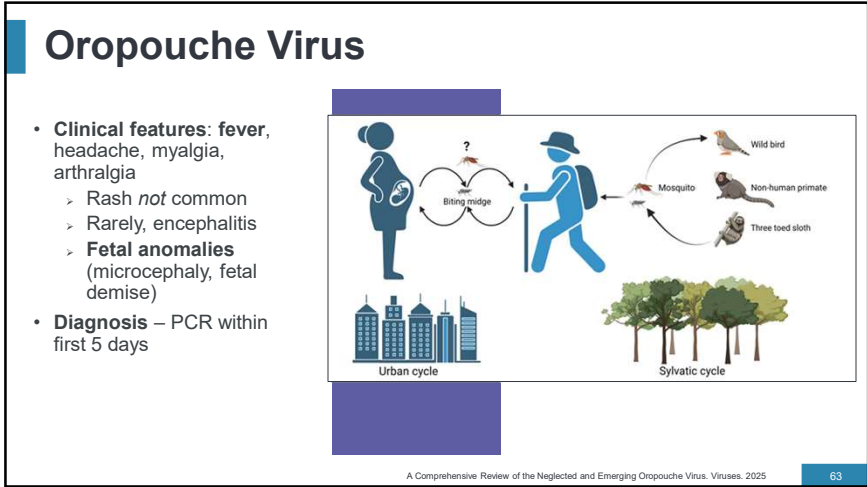 Oropouche Virus
• Clinical features: fever,
headache, myalgia,
arthralgia
➢ Rash not common
➢ Rarely, encephalitis
➢ Fetal anomalies
(microcephaly, fetal
demise)
• Diagnosis – PCR within
first 5 days
?
Biting midge
Mosquito
Wild bird
Non-human primate
Three toed sloth
Urban cycle
Sylvatic cycle
A Comprehensive Review of the Neglected and Emerging Oropouche Virus. Viruses. 2025
63